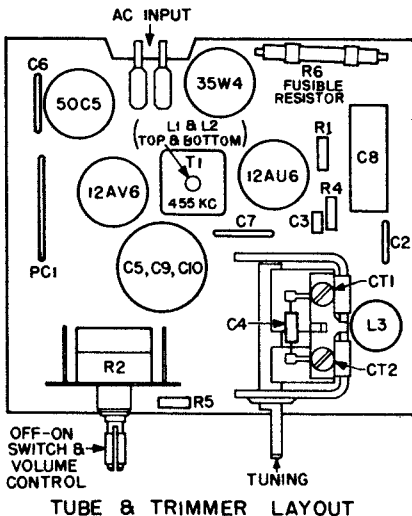 AC INPUT
C6
50C5
35W4
R6
FUSIBLE
RESISTOR
L1 & L2
(TOP & BOTTOM)
T1
455 KC
R1
C8
12AV6
12AU6
R4
C3
C7
C2
PC1
C5, C9, C10
CT1
C4
L3
R2
CT2
R5
OFF-ON
SWITCH &
VOLUME
CONTROL
TUNING
TUBE & TRIMMER LAYOUT